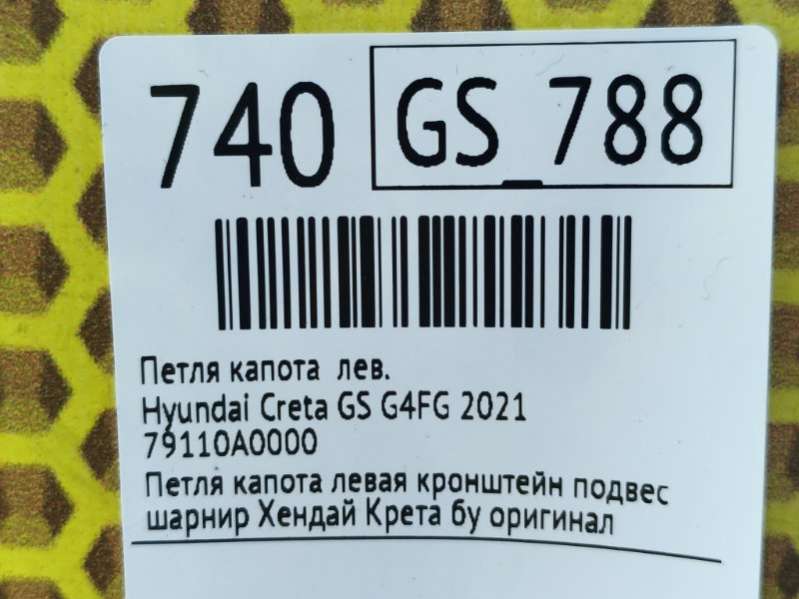 740 GS_788
Петля капота лев.
Hyundai Creta GS G4FG 2021
79110A0000
Петля капота левая кронштейн подвес
шарнир Хендай Крета бу оригинал